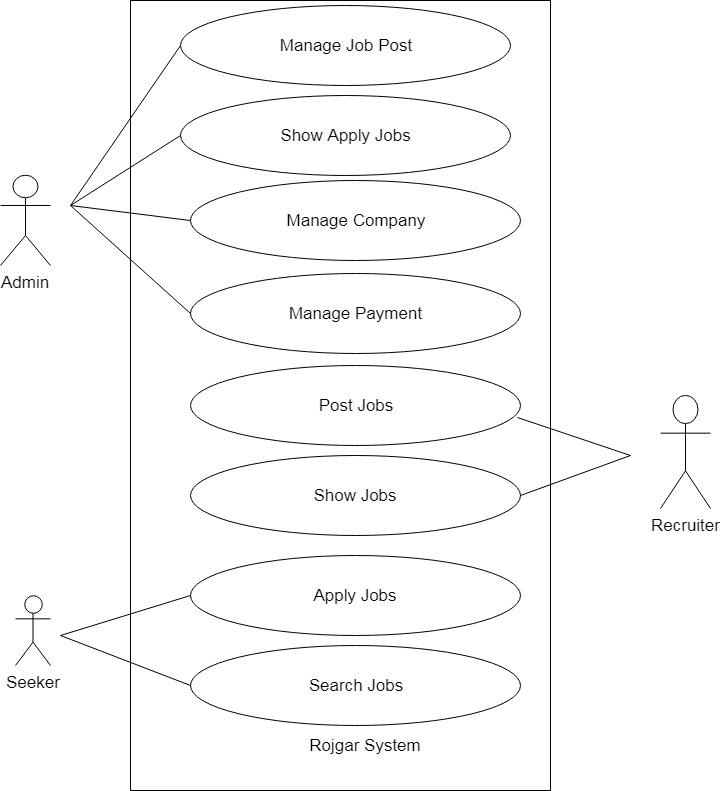 Manage Job Post
Show Apply Jobs
Manage Company
Admin
Manage Payment
Post Jobs
Show Jobs
Recruiter
Apply Jobs
Seeker
Search Jobs
Rojgar System